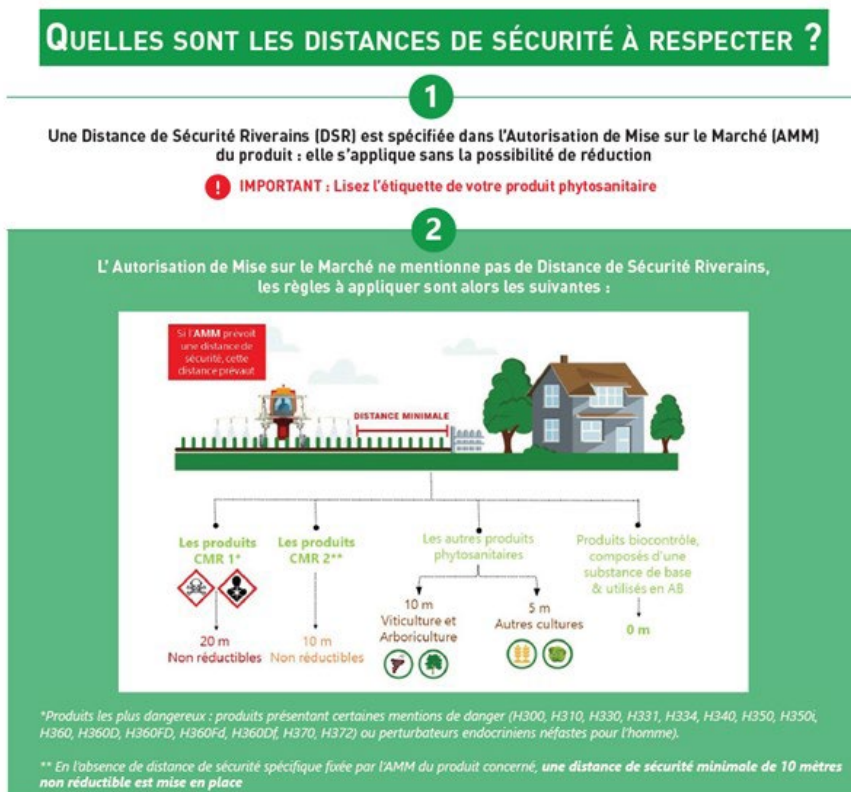 QUELLES SONT LES DISTANCES DE SÉCURITÉ À RESPECTER ?
1
Une Distance de Sécurité Riverains (DSR) est spécifiée dans l'Autorisation de Mise sur le Marché (AMM)
du produit : elle s'applique sans la possibilité de réduction
! IMPORTANT : Lisez l'étiquette de votre produit phytosanitaire
2
L' Autorisation de Mise sur le Marché ne mentionne pas de Distance de Sécurité Riverains,
les règles à appliquer sont alors les suivantes :
Si l'AMM prévoit
une distance de
sécurité, cette
distance prévaut
DISTANCE MINIMALE
Les produits
CMR 1*
20 m
Non réductibles
Les produits
CMR 2**
10 m
Non réductibles
Les autres produits
phytosanitaires
10 m
Viticulture et
Arboriculture
5 m
Autres cultures
Produits biocontrôle,
composés d'une
substance de base
& utilisés en AB
0 m
*Produits les plus dangereux : produits présentant certaines mentions de danger (H300, H310, H330, H331, H334, H340, H350, H350i,
H360, H360D, H360FD, H360Fd, H360Df, H370, H372) ou perturbateurs endocriniens néfastes pour l'homme).
** En l'absence de distance de sécurité spécifique fixée par l'AMM du produit concerné, une distance de sécurité minimale de 10 mètres
non réductible est mise en place